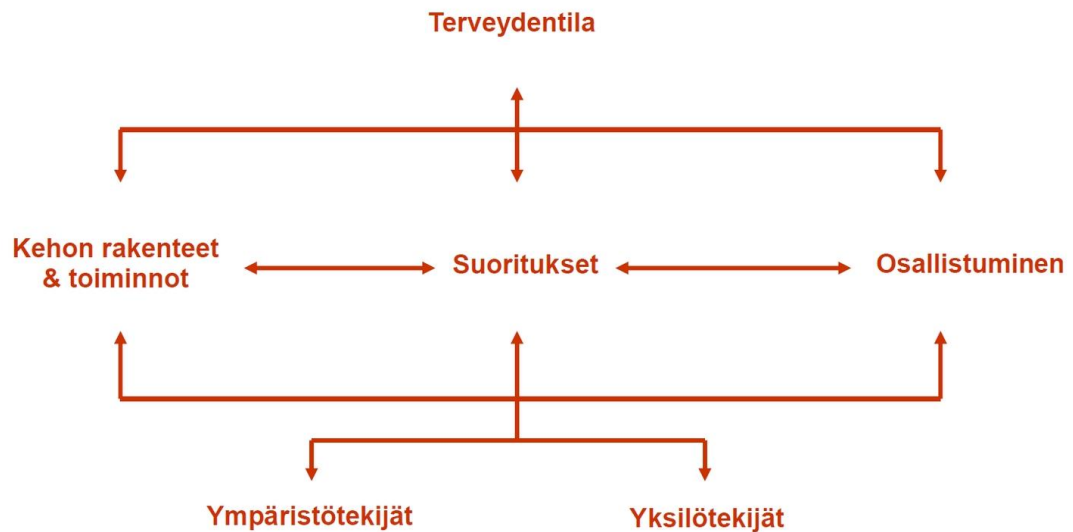 Terveydentila
Kehon rakenteet
& toiminnot
Suoritukset
Osallistuminen
Ympäristötekijät
Yksilötekijät